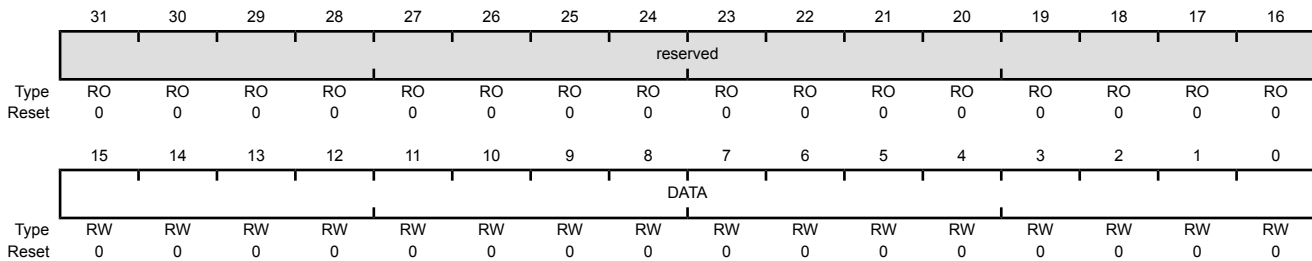 31 30 29 28 27 26 25 24 23 22 21 20 19 18 17 16
reserved
Type RO RO RO RO RO RO RO RO RO RO RO RO RO RO RO RO
Reset 0 0 0 0 0 0 0 0 0 0 0 0 0 0 0 0
15 14 13 12 11 10 9 8 7 6 5 4 3 2 1 0
DATA
Type RW RW RW RW RW RW RW RW RW RW RW RW RW RW RW RW
Reset 0 0 0 0 0 0 0 0 0 0 0 0 0 0 0 0